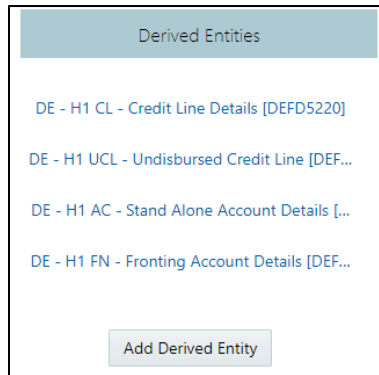 Derived Entities
DE - H1 CL - Credit Line Details [DEFD5220]
DE - H1 UCL - Undisbursed Credit Line [DEF...
DE - H1 AC - Stand Alone Account Details [...
DE - H1 FN - Fronting Account Details [DEF...
Add Derived Entity